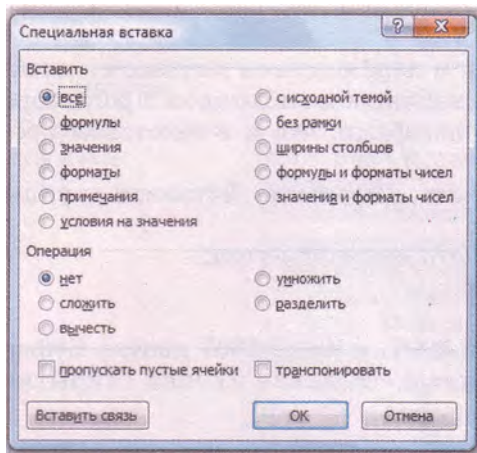 Специальная вставка
Вставить
все
с исходной темой
формулы
без рамки
значения
ширины столбцов
форматы
формулы и форматы чисел
примечания
значения и форматы чисел
условия на значения
Операция
нет
умножить
сложить
разделить
вычесть
пропускать пустые ячейки
транспонировать
Вставить связь
ОК
Отмена